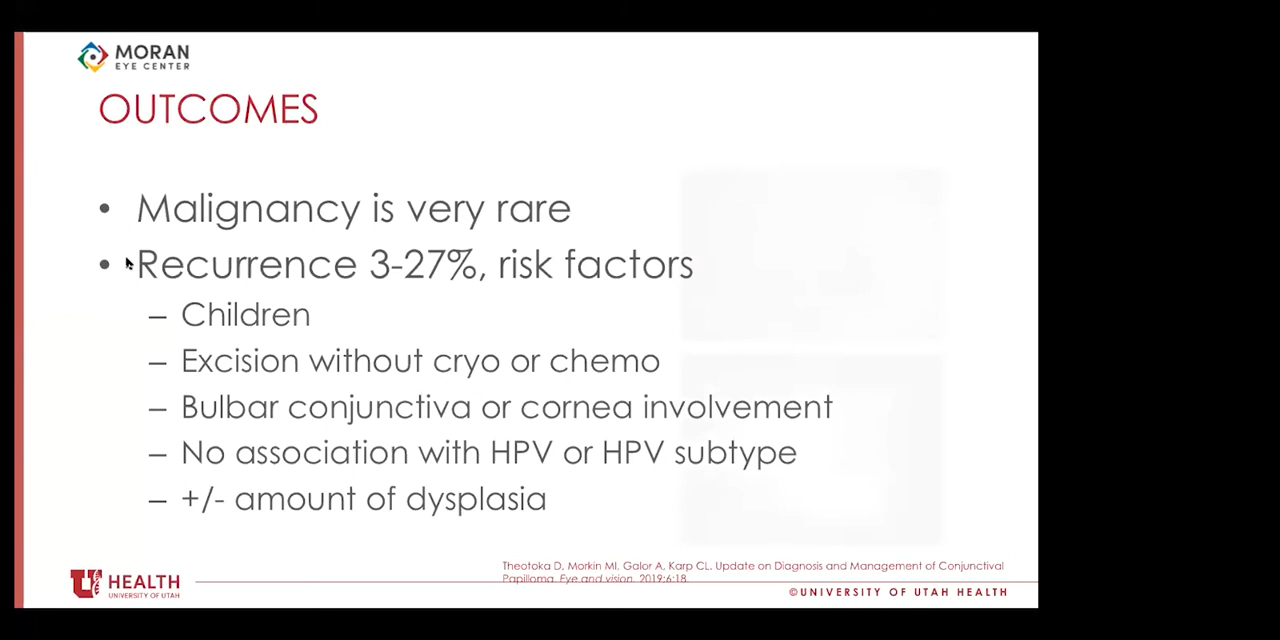 MORAN
EYE CENTER
OUTCOMES
• Malignancy is very rare
• Recurrence 3-27%, risk factors
– Children
– Excision without cryo or chemo
– Bulbar conjunctiva or cornea involvement
– No association with HPV or HPV subtype
– +/- amount of dysplasia
Theotoka D, Morkin MI, Galor A, Karp CL. Update on Diagnosis and Management of Conjunctival
Papilloma. Eye and vision. 2019;6:18.
U HEALTH
UNIVERSITY OF UTAH
©UNIVERSITY OF UTAH HEALTH